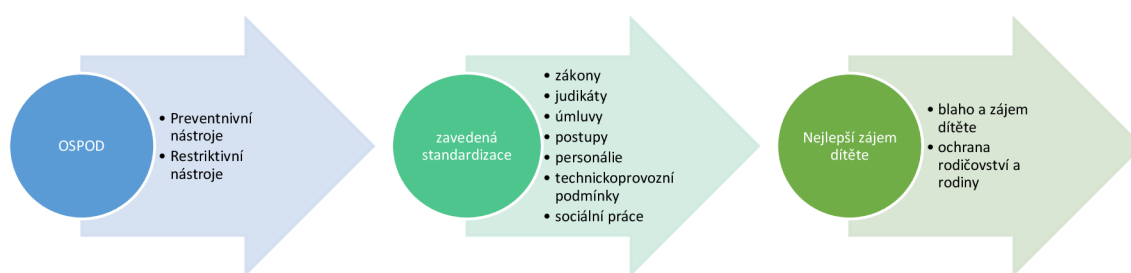 OSPOD
• Preventnivní
nástroje
• Restriktivní
nástroje
zavedená
standardizace
• zákony
• judikáty
• úmluvy
• postupy
• personálie
• technickoprovozní
podmínky
• sociální práce
Nejlepší zájem
dítěte
• blaho a zájem
dítěte
• ochrana
rodičovství a
rodiny